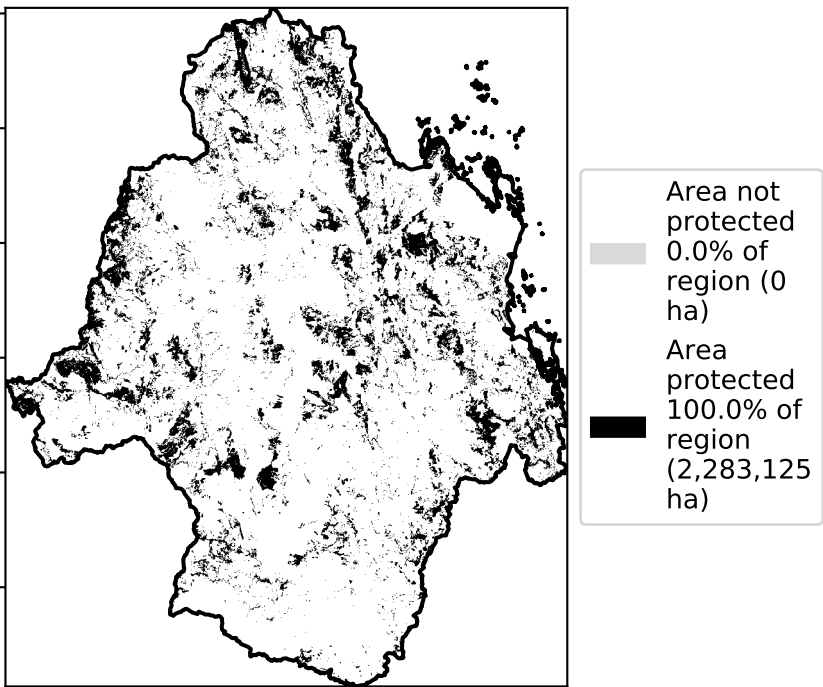 Area not
protected
0.0% of
region (0
ha)
Area
protected
100.0% of
region
(2,283,125
ha)